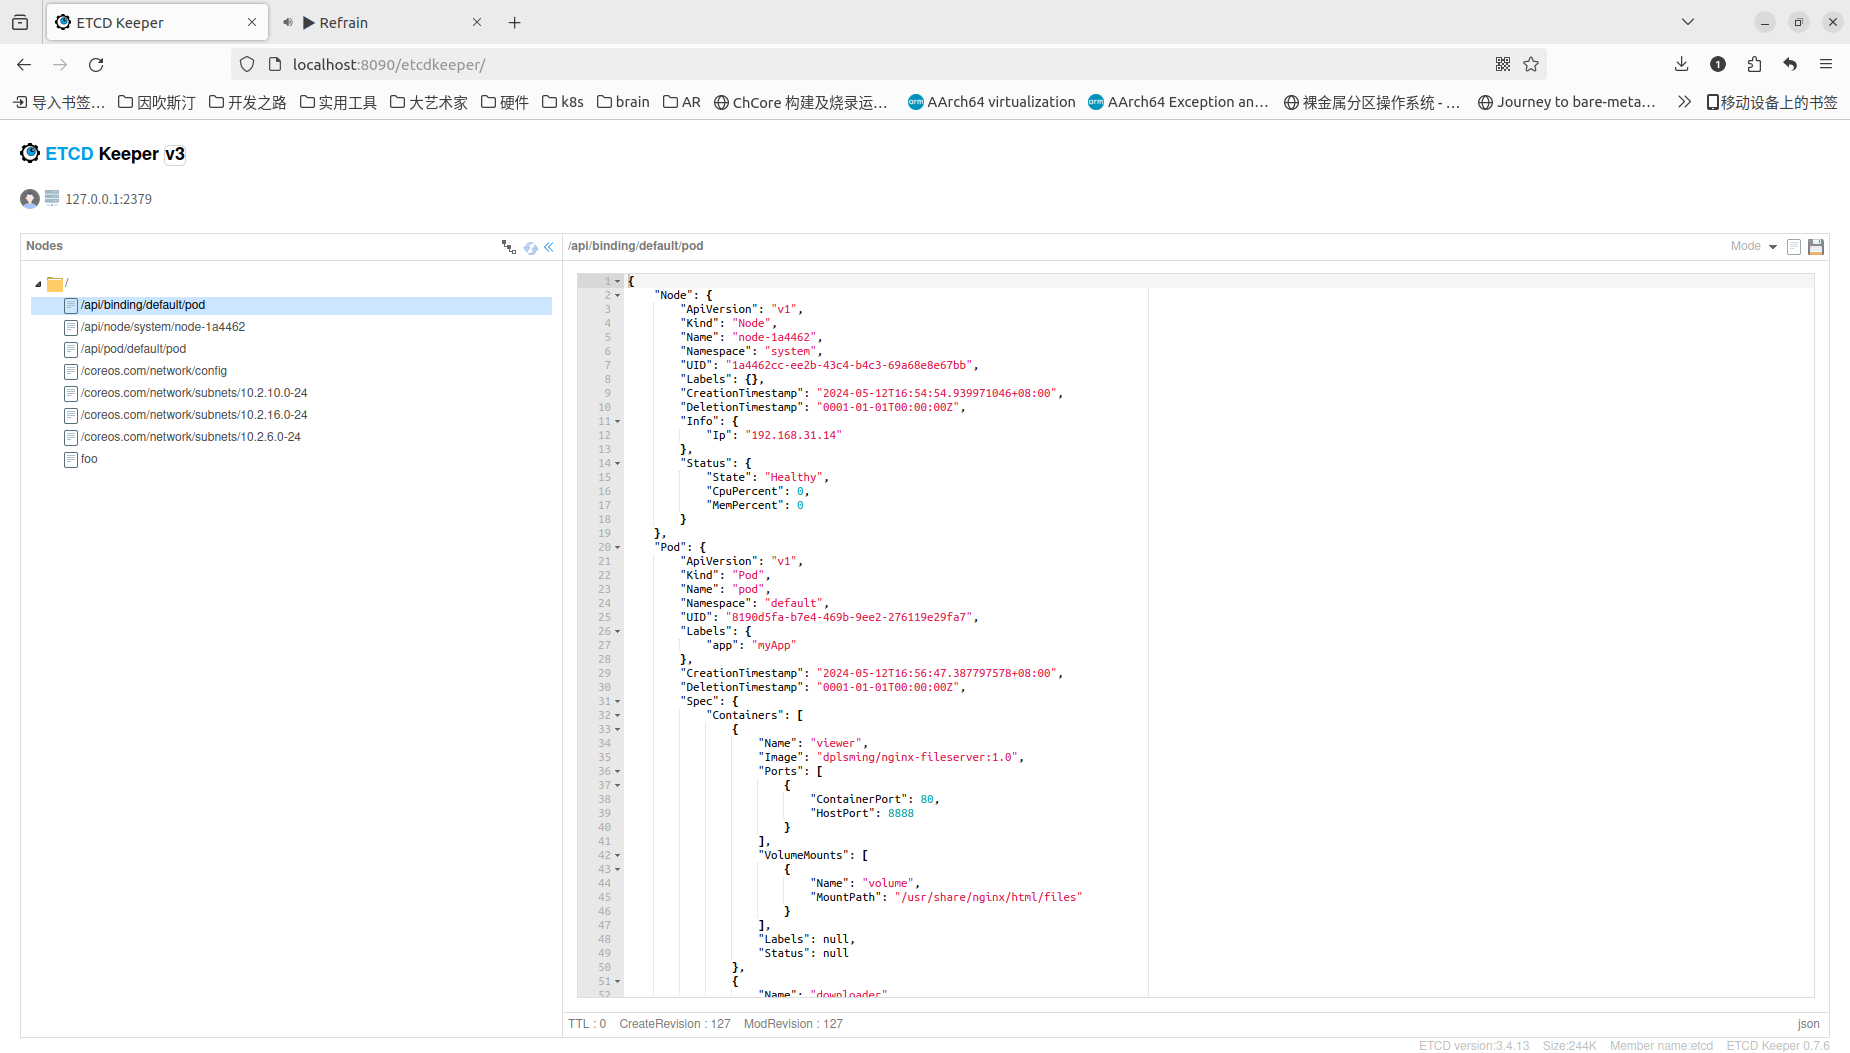 ETCD Keeper
Refrain
localhost:8090/etcdkeeper/
1
导入书签… 因吹斯汀 开发之路 实用工具 大艺术家 硬件 k8s brain AR ChCore 构建及烧录运… AArch64 virtualization AArch64 Exception an… 裸金属分区操作系统 - … Journey to bare-meta… 移动设备上的书签
ETCD Keeper v3
127.0.0.1:2379
Nodes
/
/api/binding/default/pod
/api/node/system/node-1a4462
/api/pod/default/pod
/coreos.com/network/config
/coreos.com/network/subnets/10.2.10.0-24
/coreos.com/network/subnets/10.2.16.0-24
/coreos.com/network/subnets/10.2.6.0-24
foo
/api/binding/default/pod Mode
1 {
2 "Node": {
3 "ApiVersion": "v1",
4 "Kind": "Node",
5 "Name": "node-1a4462",
6 "Namespace": "system",
7 "UID": "1a4462cc-ee2b-43c4-b4c3-69a68e8e67bb",
8 "Labels": {},
9 "CreationTimestamp": "2024-05-12T16:54:54.939971046+08:00",
10 "DeletionTimestamp": "0001-01-01T00:00:00Z",
11 "Info": {
12 "Ip": "192.168.31.14"
13 },
14 "Status": {
15 "State": "Healthy",
16 "CpuPercent": 0,
17 "MemPercent": 0
18 }
19 },
20 "Pod": {
21 "ApiVersion": "v1",
22 "Kind": "Pod",
23 "Name": "pod",
24 "Namespace": "default",
25 "UID": "8190d5fa-b7e4-469b-9ee2-276119e29fa7",
26 "Labels": {
27 "app": "myApp"
28 },
29 "CreationTimestamp": "2024-05-12T16:56:47.387797578+08:00",
30 "DeletionTimestamp": "0001-01-01T00:00:00Z",
31 "Spec": {
32 "Containers": [
33 {
34 "Name": "viewer",
35 "Image": "dplsming/nginx-fileserver:1.0",
36 "Ports": [
37 {
38 "ContainerPort": 80,
39 "HostPort": 8888
40 }
41 ],
42 "VolumeMounts": [
43 {
44 "Name": "volume",
45 "MountPath": "/usr/share/nginx/html/files"
46 }
47 ],
48 "Labels": null,
49 "Status": null
50 },
51 {
52 "Name": "downloader"
TTL : 0 CreateRevision : 127 ModRevision : 127 json
ETCD version:3.4.13 Size:244K Member name:etcd ETCD Keeper 0.7.6